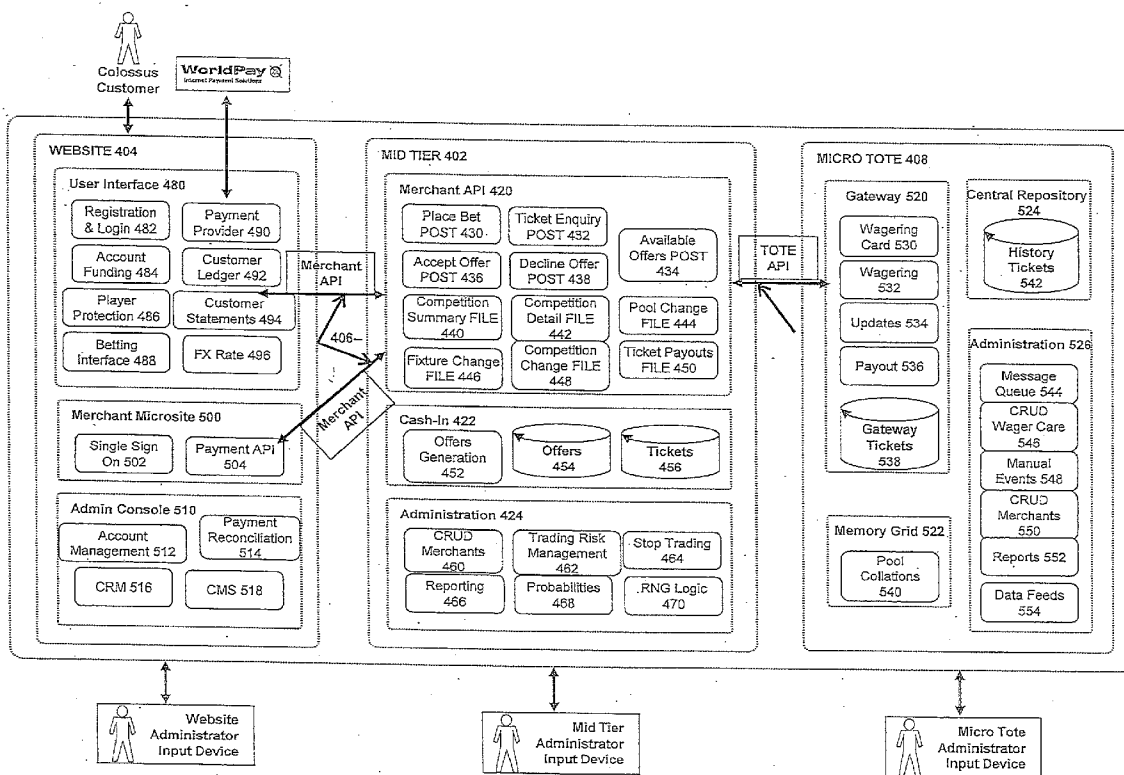 Colossus
Customer
WorldPay
Internet Payment Solutions
WEBSITE 404
User Interface 480
Registration
& Login 482
Payment
Provider 490
Account
Funding 484
Customer
Ledger 492
Player
Protection 486
Customer
Statements 494
Betting
Interface 488
FX Rate 496
Merchant Microsite 500
Single Sign
On 502
Payment API 504
Admin Console 510
Account
Management 512
Payment
Reconciliation
514
CRM 516
CMS 518
Merchant
API
406
Merchant
API
MID TIER 402
Merchant API 420
Place Bet
POST 430
Ticket Enquiry
POST 432
Available
Offers POST
434
Accept Offer
POST 436
Decline Offer
POST 438
Competition
Summary FILE
440
Competition
Detail FILE
442
Pool Change
FILE 444
Fixture Change
FILE 446
Competition
Change FILE
448
Ticket Payouts
FILE 450
Cash-In 422
Offers
Generation
452
Offers
454
Tickets
456
Administration 424
CRUD
Merchants
460
Trading Risk
Management
462
Stop Trading
464
Reporting
466
Probabilities
468
RNG Logic
470
TOTE
API
MICRO TOTE 408
Gateway 520
Wagering
Card 530
Wagering
532
Updates 534
Payout 536
Gateway
Tickets
538
Memory Grid 522
Pool
Collations
540
Central Repository
524
History
Tickets
542
Administration 526
Message
Queue 544
CRUD
Wager Care
546
Manual
Events 548
CRUD
Merchants
550
Reports 552
Data Feeds
554
Website
Administrator
Input Device
Mid Tier
Administrator
Input Device
Micro Tote
Administrator
Input Device